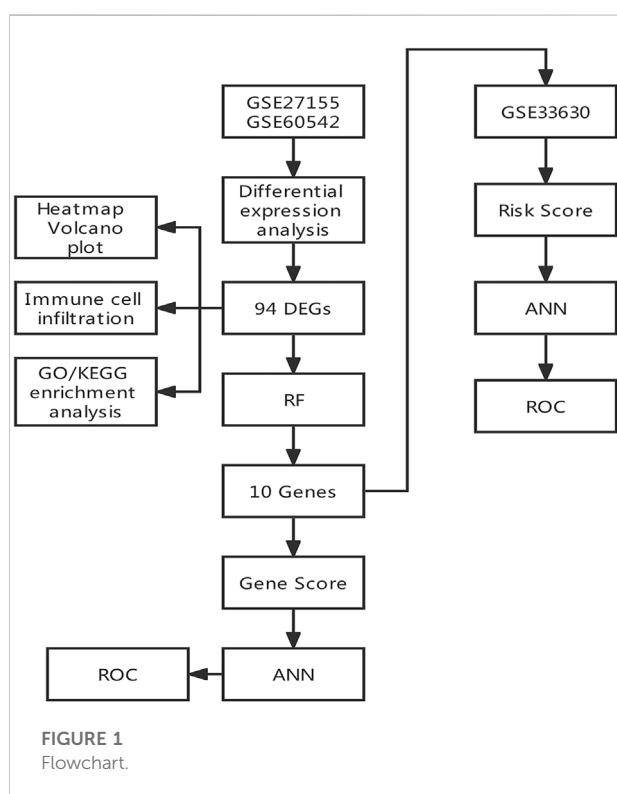 GSE27155
GSE60542
Differential
expression
analysis
Heatmap
Volcano
plot
Immune cell
infiltration
GO/KEGG
enrichment
analysis
94 DEGs
RF
10 Genes
Gene Score
ANN
ROC
GSE33630
Risk Score
ANN
ROC
FIGURE 1
Flowchart.